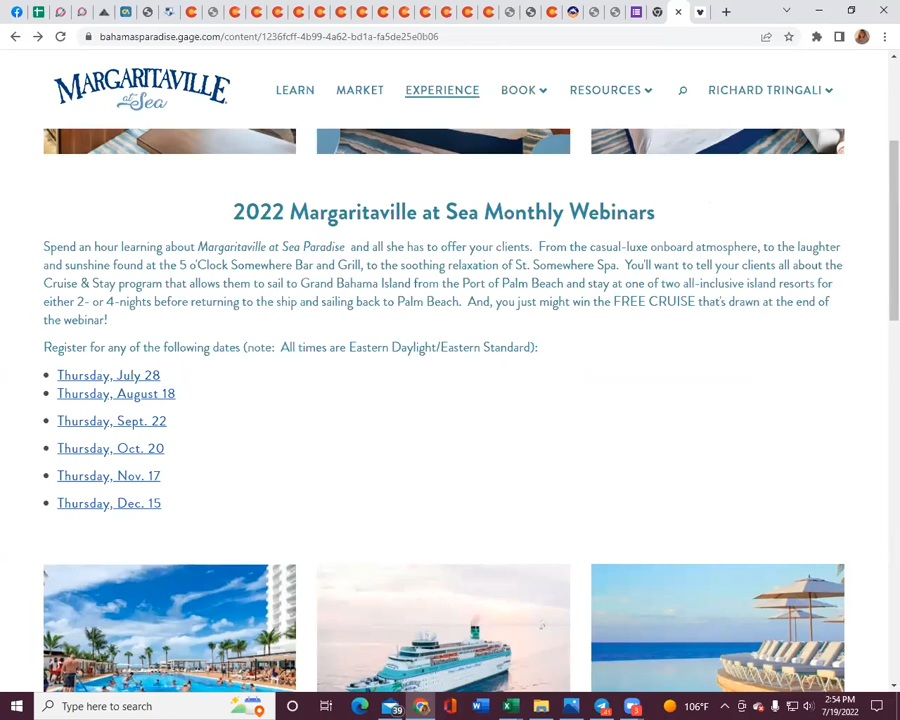 bahamasparadise.gage.com/content/1236fcff-4b99-4a62-bd1a-fa5de25e0b06
MARGARITAVILLE
at Sea
LEARN MARKET EXPERIENCE BOOK RESOURCES RICHARD TRINGALI
2022 Margaritaville at Sea Monthly Webinars
Spend an hour learning about Margaritaville at Sea Paradise and all she has to offer your clients. From the casual-luxe onboard atmosphere, to the laughter
and sunshine found at the 5 o'Clock Somewhere Bar and Grill, to the soothing relaxation of St. Somewhere Spa. You'll want to tell your clients all about the
Cruise & Stay program that allows them to sail to Grand Bahama Island from the Port of Palm Beach and stay at one of two all-inclusive island resorts for
either 2- or 4-nights before returning to the ship and sailing back to Palm Beach. And, you just might win the FREE CRUISE that's drawn at the end of
the webinar!
Register for any of the following dates (note: All times are Eastern Daylight/Eastern Standard):
Thursday, July 28
Thursday, August 18
Thursday, Sept. 22
Thursday, Oct. 20
Thursday, Nov. 17
Thursday, Dec. 15
Type here to search
39
41
3
106°F
2:54 PM
7/19/2022